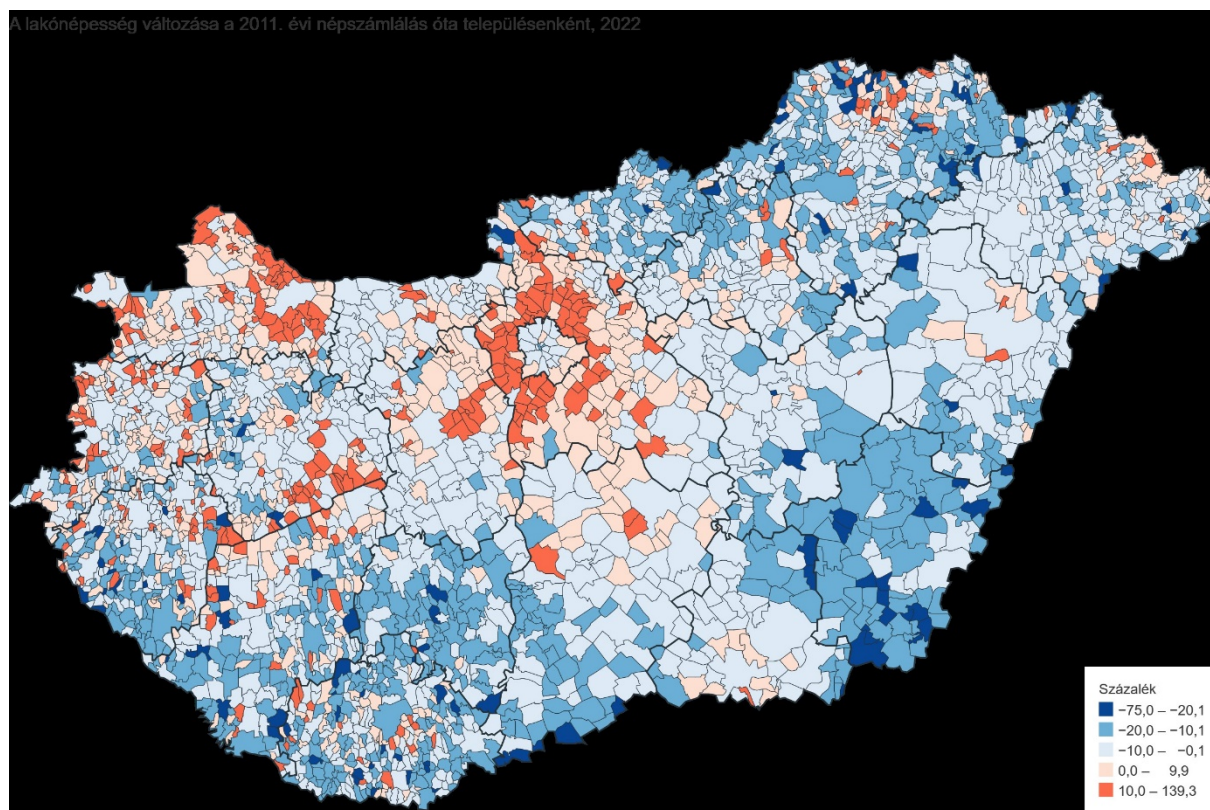 A lakónépesség változása a 2011. évi népszámlálás óta településenként, 2022
Százalék
−75,0 – −20,1
−20,0 – −10,1
−10,0 – −0,1
0,0 – 9,9
10,0 – 139,3